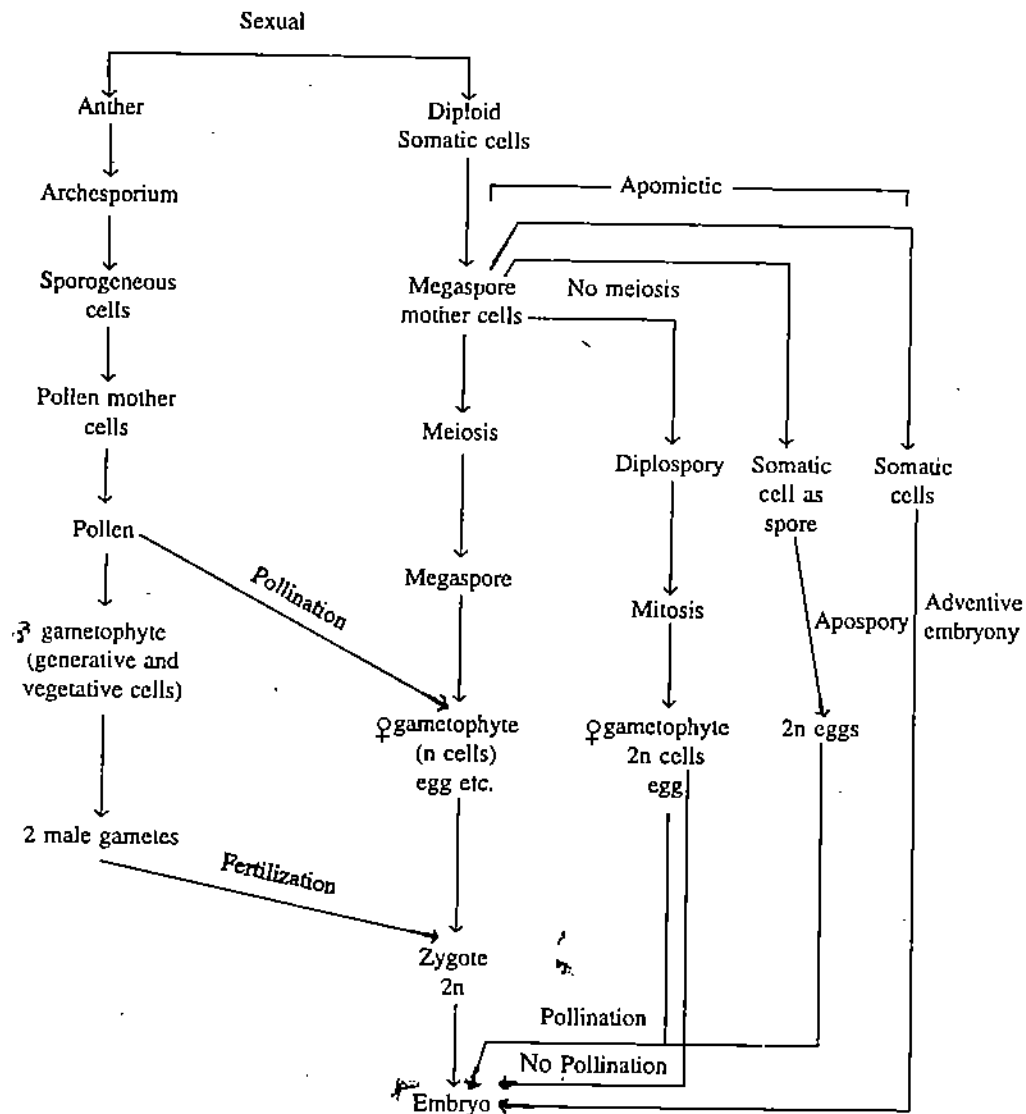 Sexual
Anther
Diploid
Somatic cells
Archesporium
Apomictic
Sporogeneous
cells
Megaspore
mother cells
No meiosis
Pollen mother
cells
Meiosis
Diplospory
Somatic
cell as
spore
Somatic
cells
Pollen
Pollination
Megaspore
Mitosis
Apospory
Adventive
embryony
gametophyte
(generative and
vegetative cells)
♀gametophyte
(n cells)
egg etc.
♀gametophyte
2n cells
egg
2n eggs
2 male gametes
Fertilization
Zygote
2n
Pollination
No Pollination
Embryo